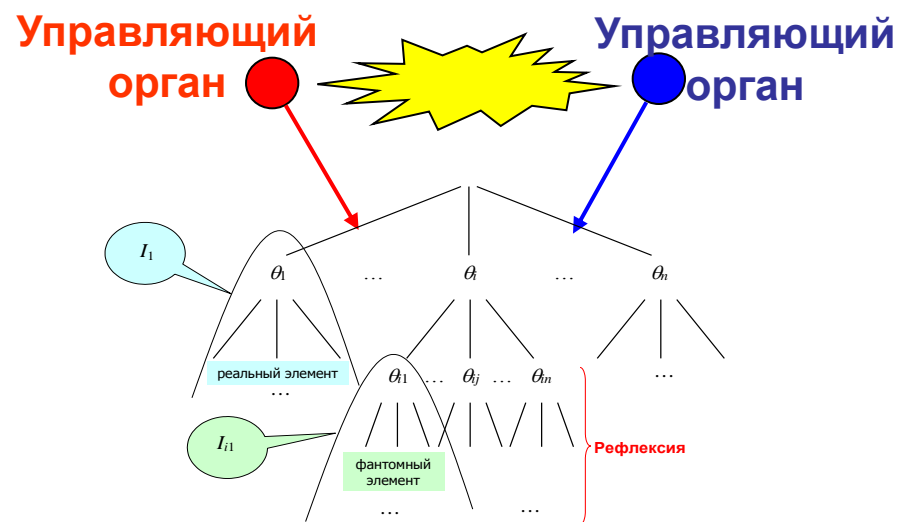 Управляющий
орган
Управляющий
орган
I₁
θ₁ … θᵢ … θₙ
реальный элемент
…
θᵢ₁ … θᵢⱼ … θᵢₙ
…
Iᵢ₁
Рефлексия
фантомный
элемент
… …